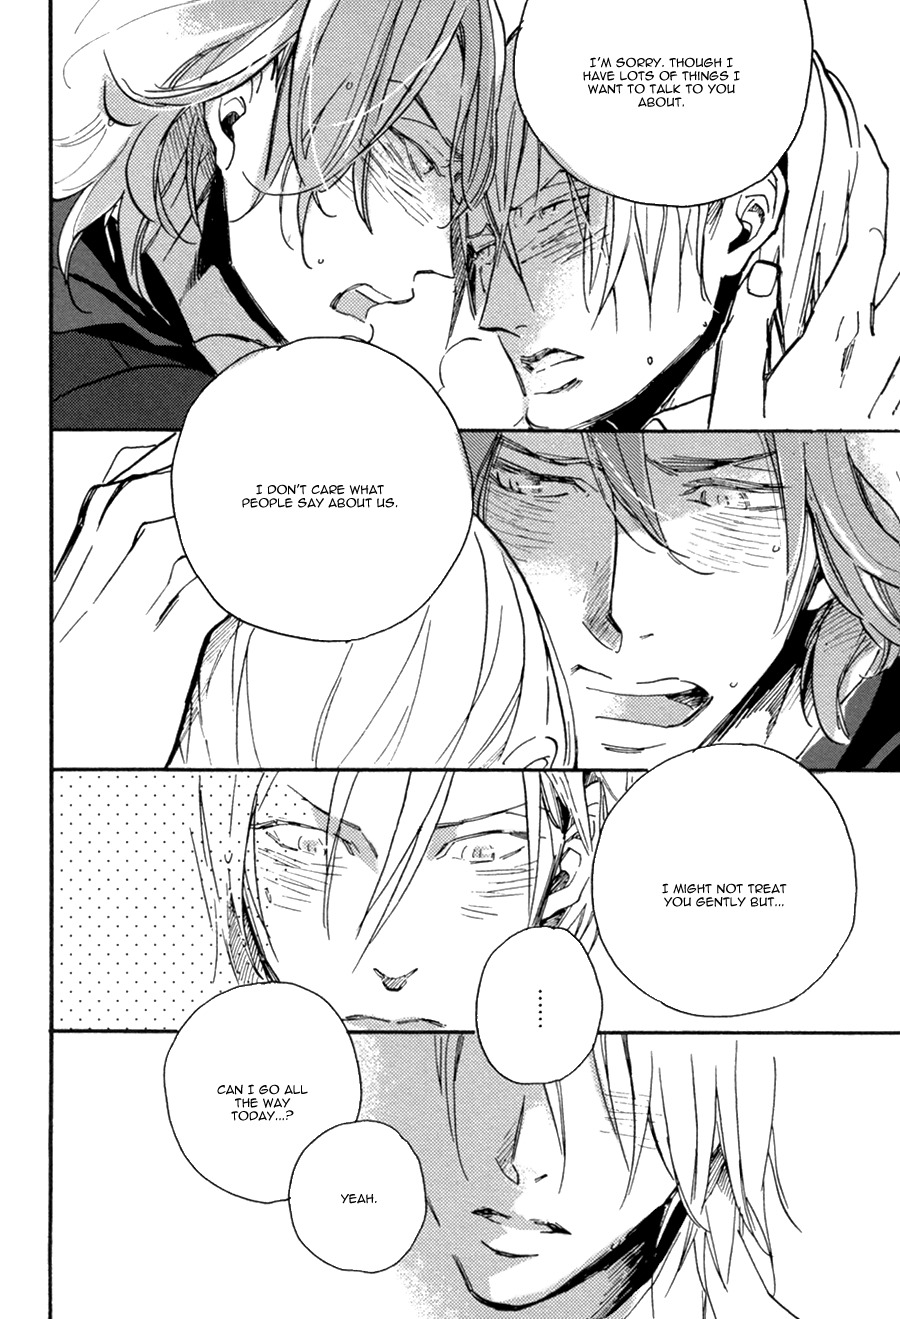 I'M SORRY. THOUGH I
HAVE LOTS OF THINGS I
WANT TO TALK TO YOU
ABOUT.
I DON'T CARE WHAT
PEOPLE SAY ABOUT US.
I MIGHT NOT TREAT
YOU GENTLY BUT...
......
CAN I GO ALL
THE WAY
TODAY...?
YEAH.